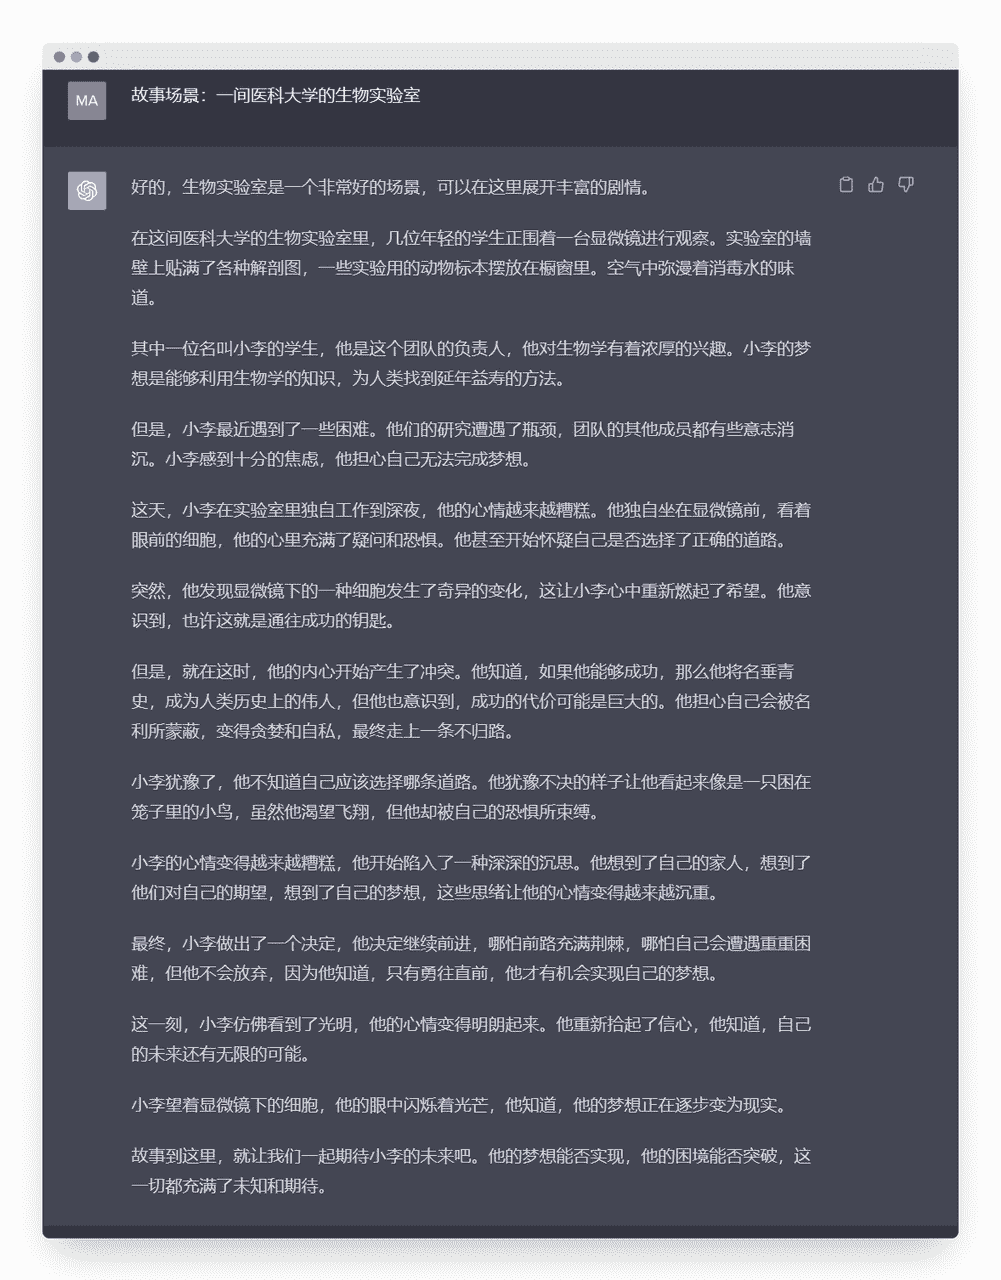 MA
故事场景：一间医科大学的生物实验室
好的，生物实验室是一个非常好的场景，可以在这里展开丰富的剧情。
在这间医科大学的生物实验室里，几位年轻的学生正围着一台显微镜进行观察。实验室的墙
壁上贴满了各种解剖图，一些实验用的动物标本摆放在橱窗里。空气中弥漫着消毒水的味
道。
其中一位名叫小李的学生，他是这个团队的负责人，他对生物学有着浓厚的兴趣。小李的梦
想是能够利用生物学的知识，为人类找到延年益寿的方法。
但是，小李最近遇到了一些困难。他们的研究遭遇了瓶颈，团队的其他成员都有些意志消
沉。小李感到十分的焦虑，他担心自己无法完成梦想。
这天，小李在实验室里独自工作到深夜，他的心情越来越糟糕。他独自坐在显微镜前，看着
眼前的细胞，他的心里充满了疑问和恐惧。他甚至开始怀疑自己是否选择了正确的道路。
突然，他发现显微镜下的一种细胞发生了奇异的变化，这让小李心中重新燃起了希望。他意
识到，也许这就是通往成功的钥匙。
但是，就在这时，他的内心开始产生了冲突。他知道，如果他能够成功，那么他将名垂青
史，成为人类历史上的伟人，但他也意识到，成功的代价可能是巨大的。他担心自己会被名
利所蒙蔽，变得贪婪和自私，最终走上一条不归路。
小李犹豫了，他不知道自己应该选择哪条道路。他犹豫不决的样子让他看起来像是一只困在
笼子里的小鸟，虽然他渴望飞翔，但他却被自己的恐惧所束缚。
小李的心情变得越来越糟糕，他开始陷入了一种深深的沉思。他想到了自己的家人，想到了
他们对自己的期望，想到了自己的梦想，这些思绪让他的心情变得越来越沉重。
最终，小李做出了一个决定，他决定继续前进，哪怕前路充满荆棘，哪怕自己会遭遇重重困
难，但他不会放弃，因为他知道，只有勇往直前，他才有机会实现自己的梦想。
这一刻，小李仿佛看到了光明，他的心情变得明朗起来。他重新拾起了信心，他知道，自己
的未来还有无限的可能。
小李望着显微镜下的细胞，他的眼中闪烁着光芒，他知道，他的梦想正在逐步变为现实。
故事到这里，就让我们一起期待小李的未来吧。他的梦想能否实现，他的困境能否突破，这
一切都充满了未知和期待。